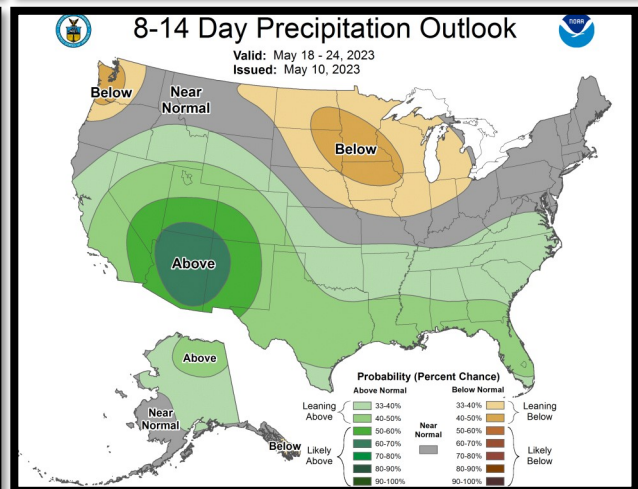 8-14 Day Precipitation Outlook
NOAA
Valid: May 18 - 24, 2023
Issued: May 10, 2023
Below
Near
Normal
Below
Above
Above
Near
Normal
Below
Probability (Percent Chance)
Above Normal
Below Normal
Leaning
Above
33-40%
40-50%
Likely
Above
50-60%
60-70%
70-80%
80-90%
90-100%
Near
Normal
33-40%
40-50%
Leaning
Below
50-60%
60-70%
70-80%
80-90%
90-100%
Likely
Below